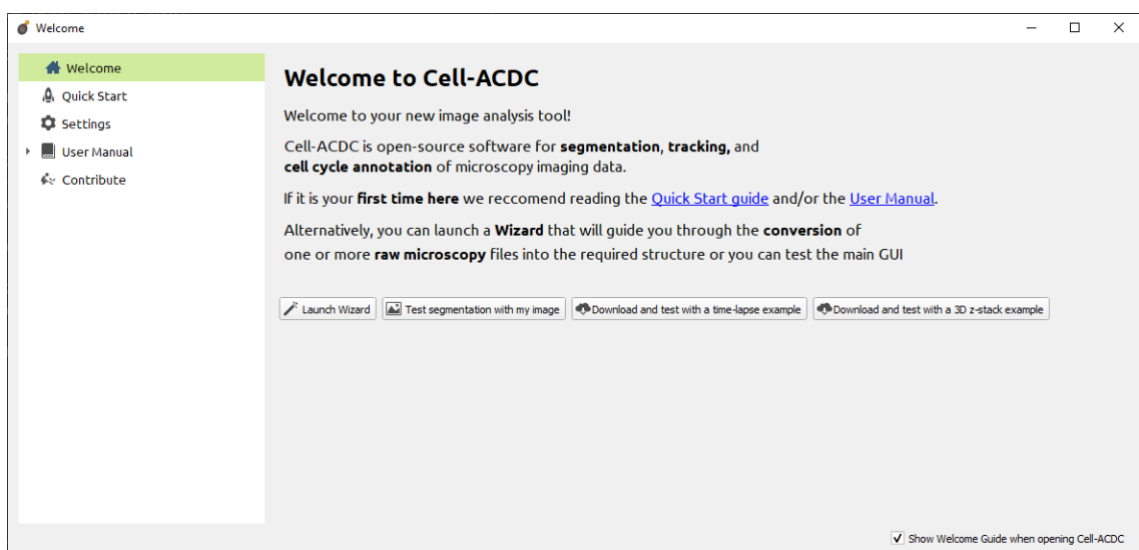 Welcome
Welcome
Quick Start
Settings
User Manual
Contribute
Welcome to Cell-ACDC
Welcome to your new image analysis tool!
Cell-ACDC is open-source software for segmentation, tracking, and
cell cycle annotation of microscopy imaging data.
If it is your first time here we reccomend reading the Quick Start guide and/or the User Manual.
Alternatively, you can launch a Wizard that will guide you through the conversion of
one or more raw microscopy files into the required structure or you can test the main GUI
Launch Wizard Test segmentation with my image Download and test with a time-lapse example Download and test with a 3D z-stack example
Show Welcome Guide when opening Cell-ACDC